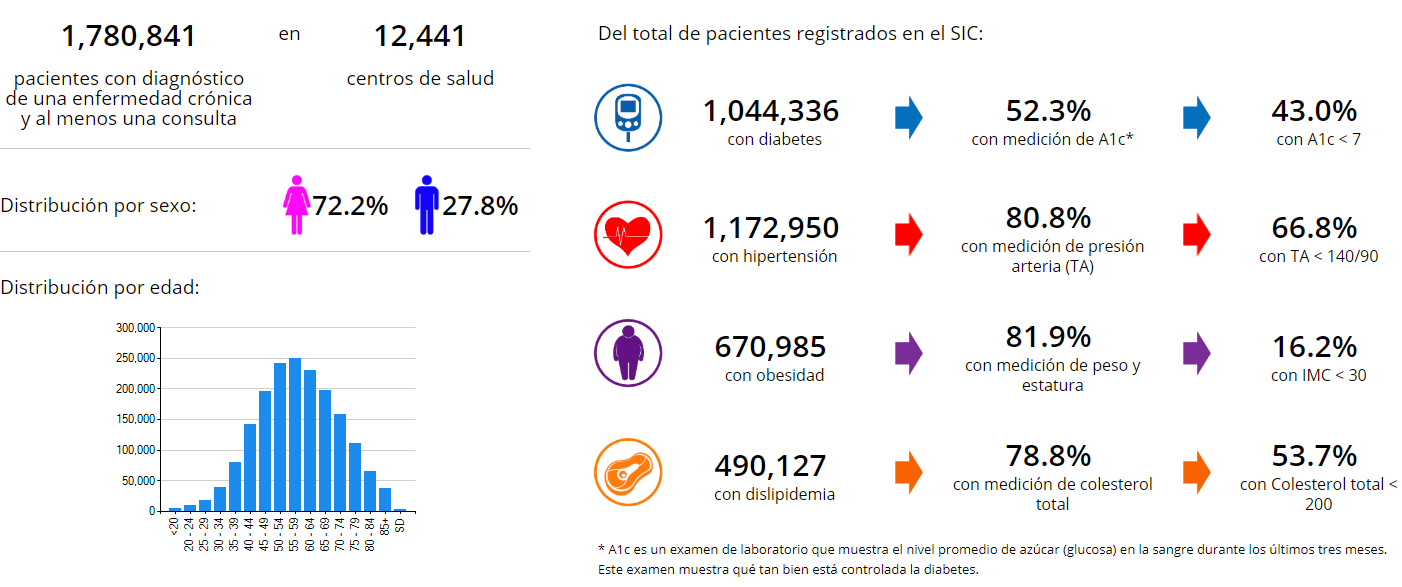 1,780,841 en 12,441
pacientes con diagnóstico
de una enfermedad crónica
y al menos una consulta
centros de salud
Distribución por sexo: 72.2% 27.8%
Distribución por edad:
300,000
250,000
200,000
150,000
100,000
50,000
0
<20
20 - 24
25 - 29
30 - 34
35 - 39
40 - 44
45 - 49
50 - 54
55 - 59
60 - 64
65 - 69
70 - 74
75 - 79
80 - 84
85+
SD
Del total de pacientes registrados en el SIC:
1,044,336 52.3% 43.0%
con diabetes con medición de A1c* con A1c < 7
1,172,950 80.8% 66.8%
con hipertensión con medición de presión con TA < 140/90
arteria (TA)
670,985 81.9% 16.2%
con obesidad con medición de peso y con IMC < 30
estatura
490,127 78.8% 53.7%
con dislipidemia con medición de colesterol con Colesterol total <
total 200
* A1c es un examen de laboratorio que muestra el nivel promedio de azúcar (glucosa) en la sangre durante los últimos tres meses.
Este examen muestra qué tan bien está controlada la diabetes.